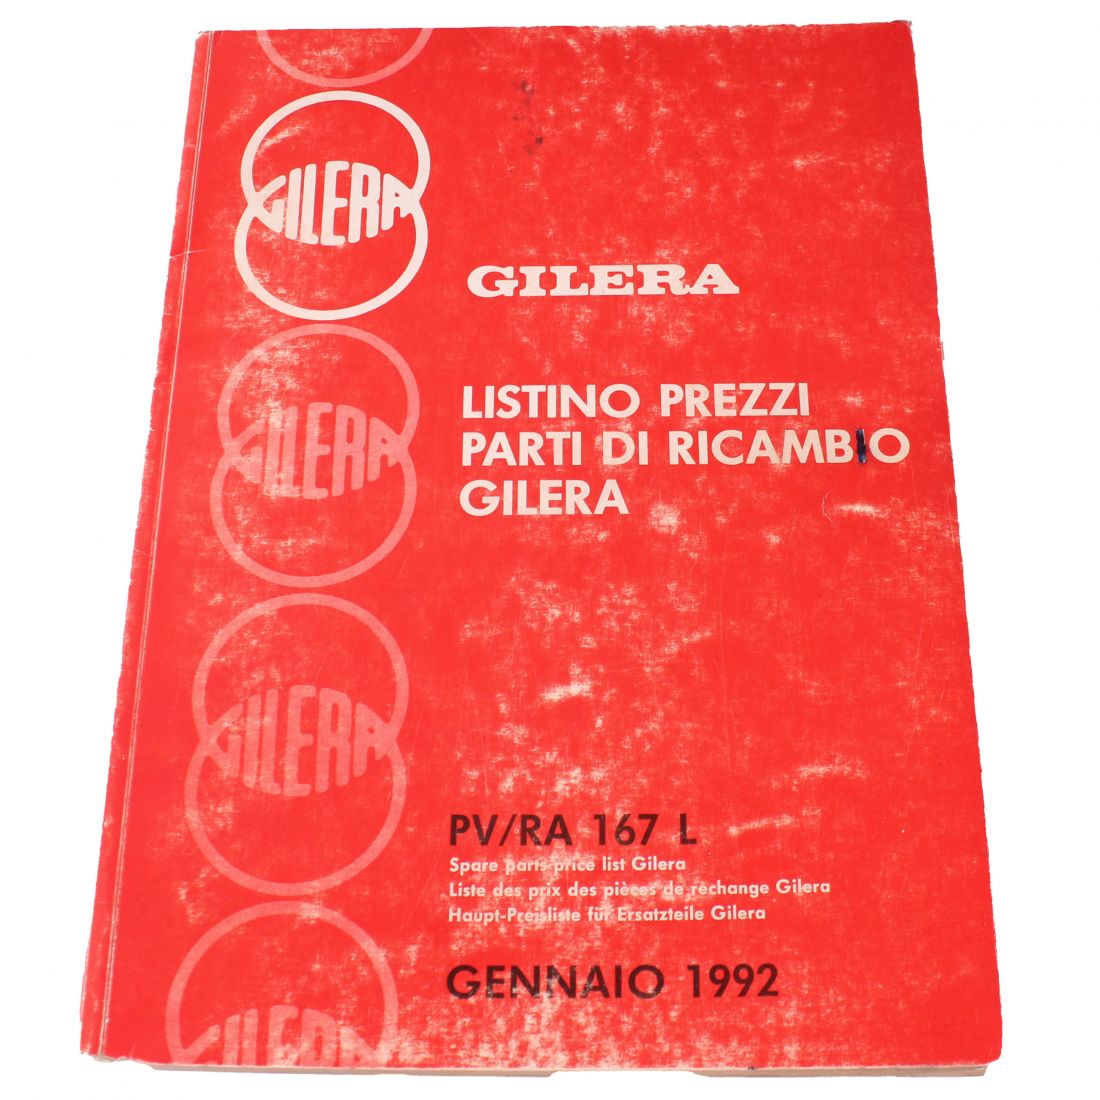 GILERA
GILERA
LISTINO PREZZI
PARTI DI RICAMBIO
GILERA
GILERA
GILERA
PV/RA 167 L
Spare parts-price list Gilera
Liste des prix des pièces de rechange Gilera
Haupt-Preisliste für Ersatzteile Gilera
GENNAIO 1992
GILERA